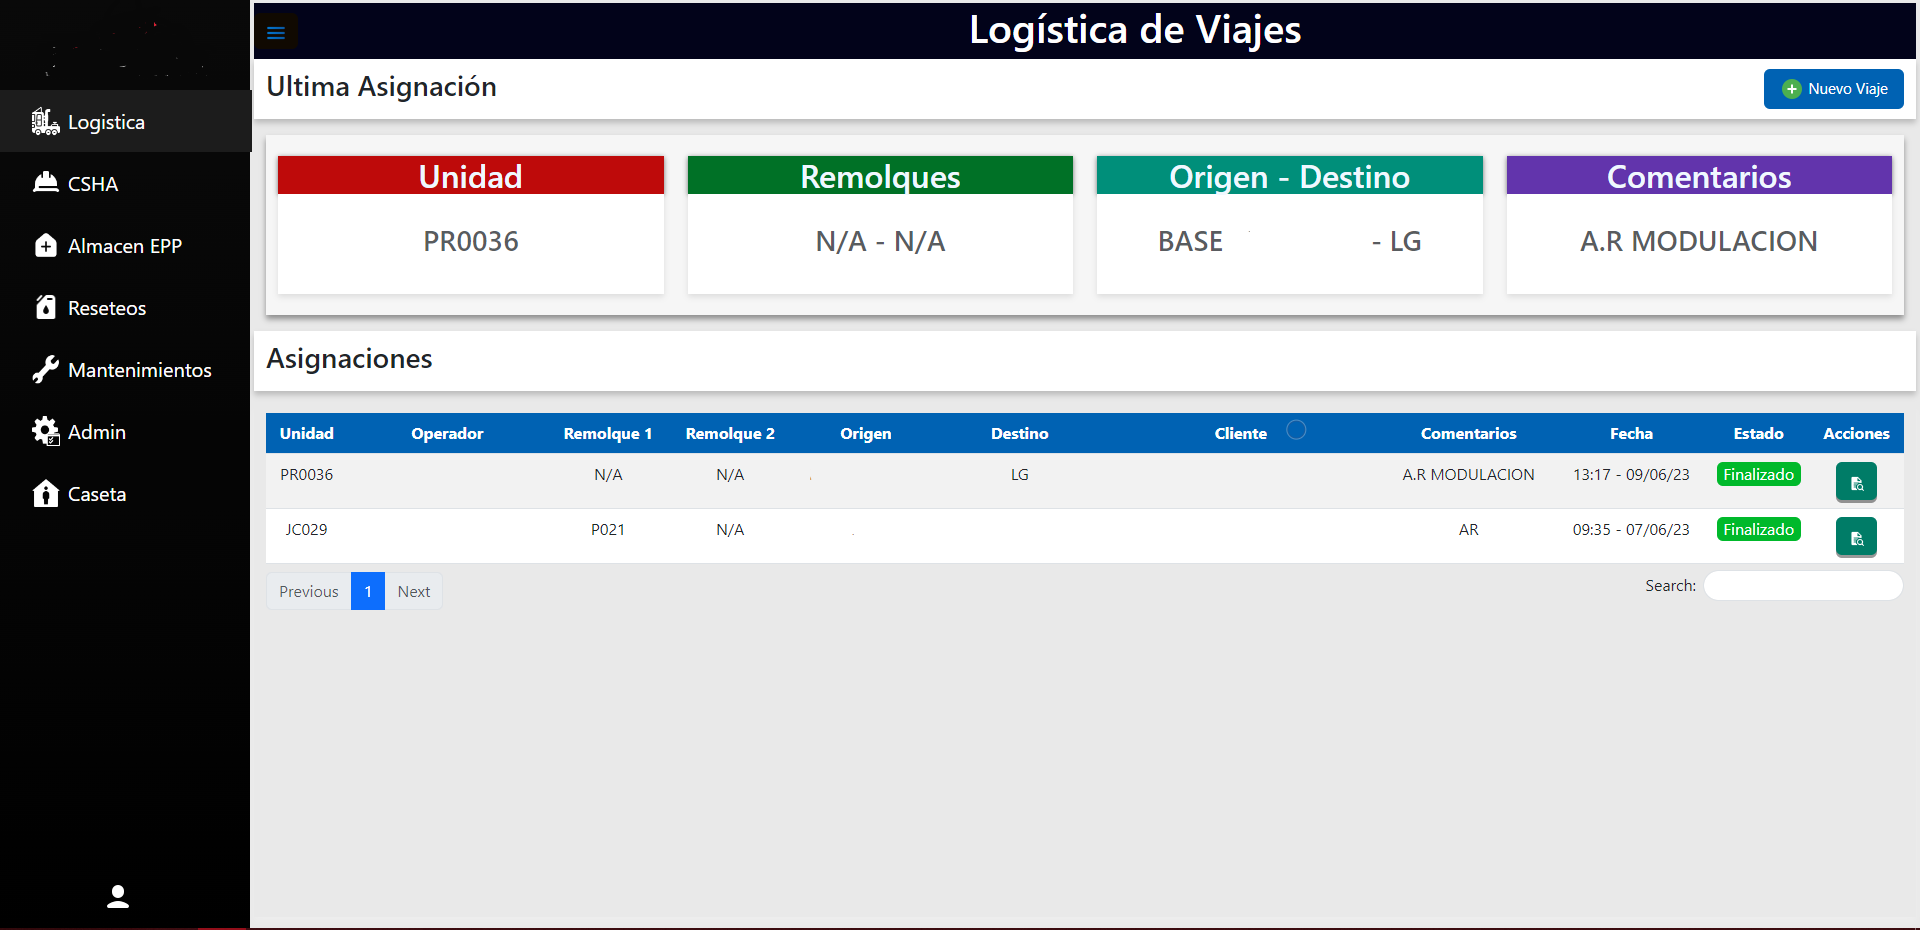 Logística de Viajes
Ultima Asignación
Nuevo Viaje
Logistica
CSHA
Almacen EPP
Reseteos
Mantenimientos
Admin
Caseta
Unidad
PR0036
Remolques
N/A - N/A
Origen - Destino
BASE - LG
Comentarios
A.R MODULACION
Asignaciones
Unidad Operador Remolque 1 Remolque 2 Origen Destino Cliente Comentarios Fecha Estado Acciones
PR0036 N/A N/A LG A.R MODULACION 13:17 - 09/06/23 Finalizado
JC029 P021 N/A AR 09:35 - 07/06/23 Finalizado
Previous 1 Next
Search: